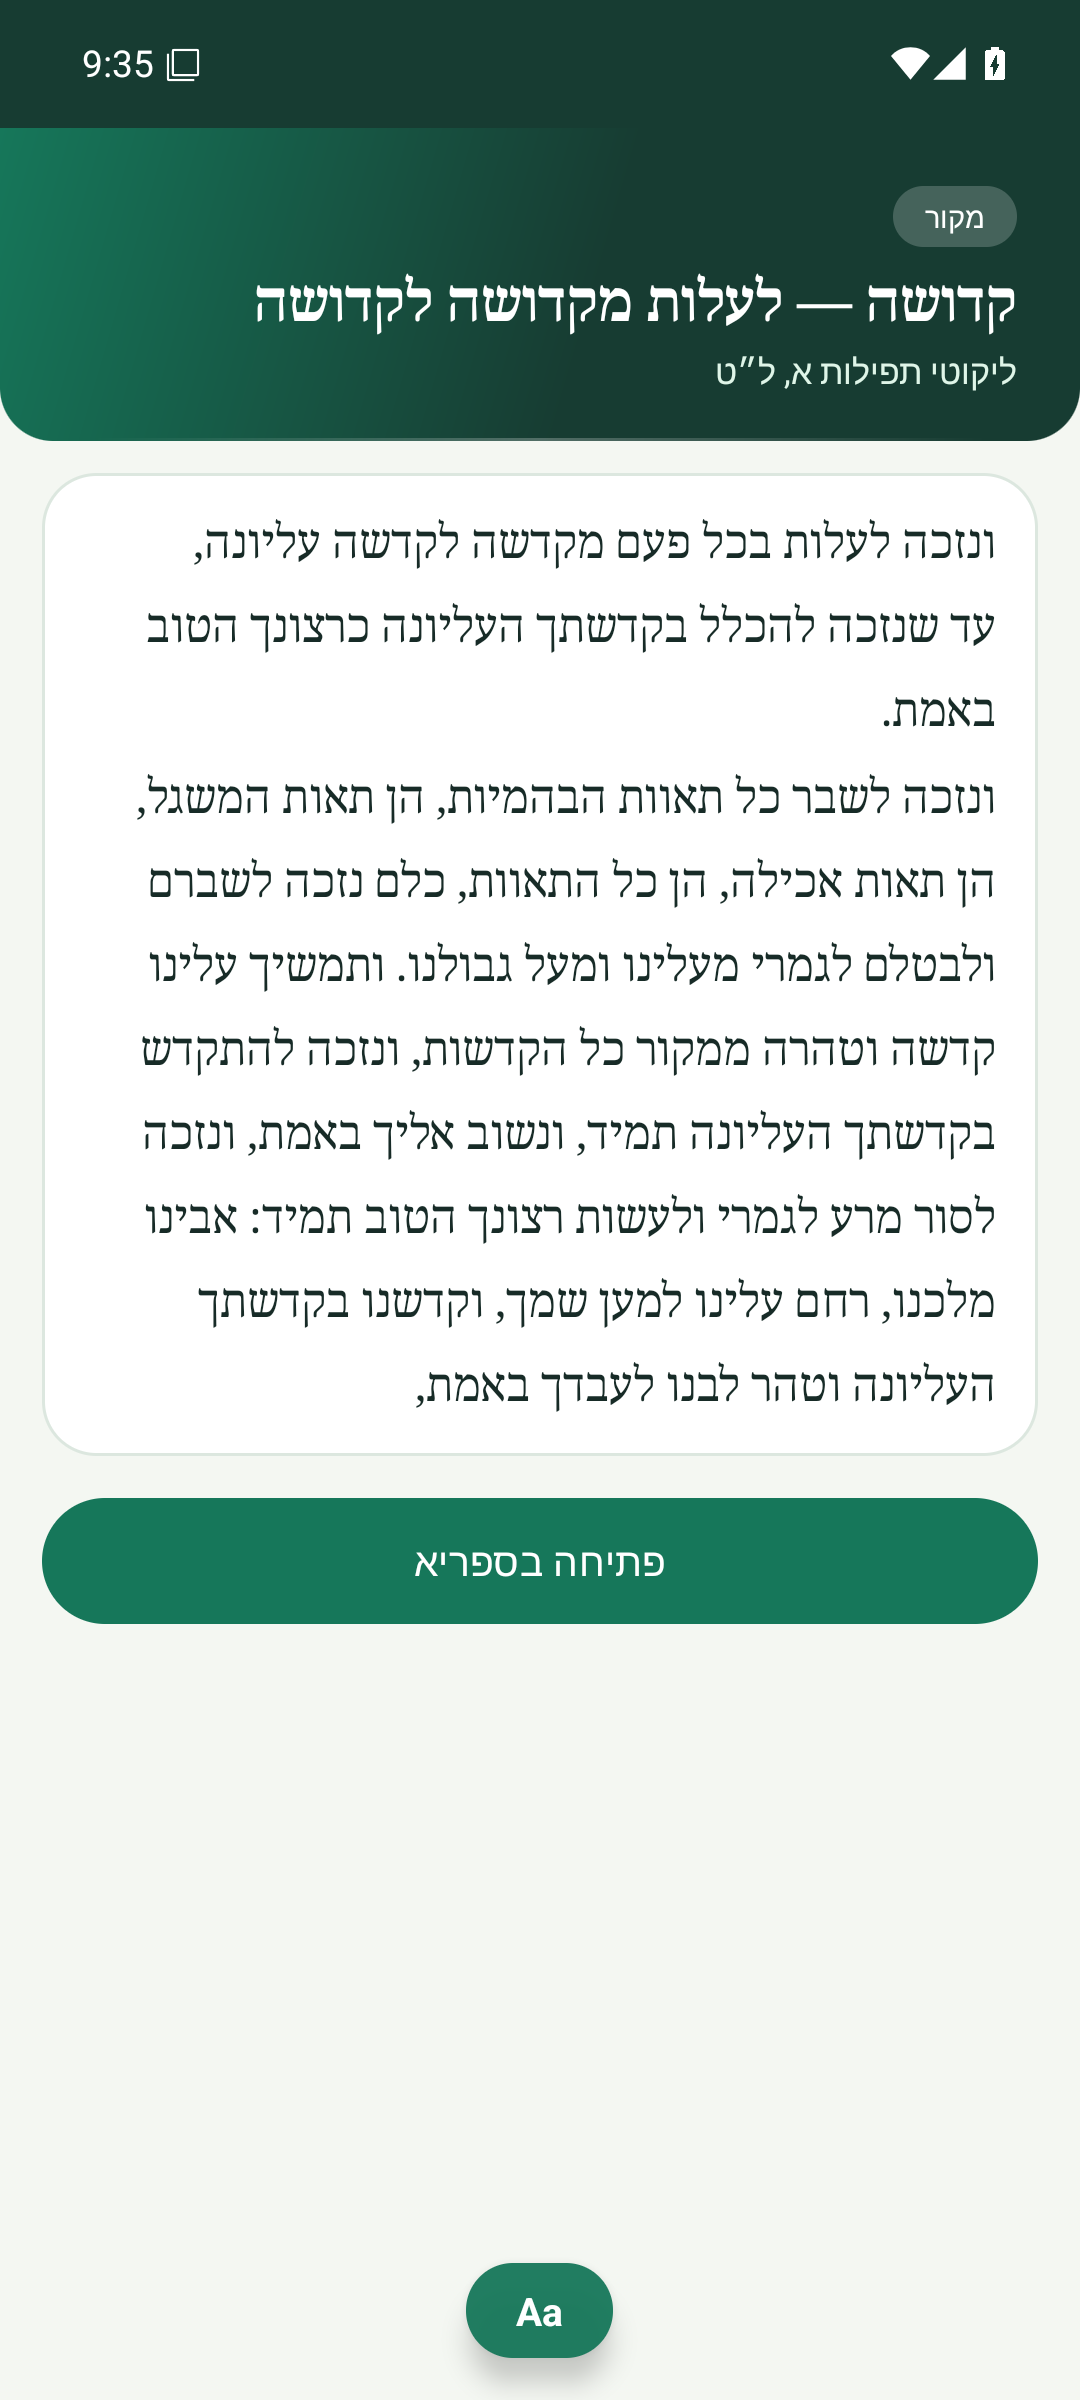 9:35
מקור
קדושה — לעלות מקדושה לקדושה
ליקוטי תפילות א, ל״ט
ונזכה לעלות בכל פעם מקדשה לקדשה עליונה,
עד שנזכה להכלל בקדשתך העליונה כרצונך הטוב
באמת.
ונזכה לשבר כל תאוות הבהמיות, הן תאות המשגל,
הן תאות אכילה, הן כל התאוות, כלם נזכה לשברם
ולבטלם לגמרי מעלינו ומעל גבולנו. ותמשיך עלינו
קדשה וטהרה ממקור כל הקדשות, ונזכה להתקדש
בקדשתך העליונה תמיד, ונשוב אליך באמת, ונזכה
לסור מרע לגמרי ולעשות רצונך הטוב תמיד: אבינו
מלכנו, רחם עלינו למען שמך, וקדשנו בקדשתך
העליונה וטהר לבנו לעבדך באמת,
פתיחה בספריא
Aa